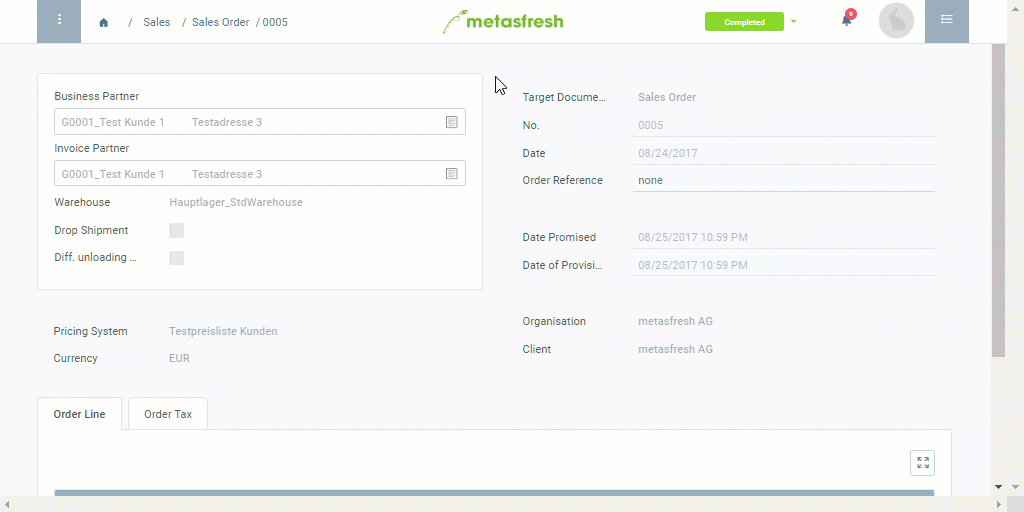 / Sales / Sales Order / 0005
metasfresh
Completed
9
Business Partner
G0001_Test Kunde 1 Testadresse 3
Invoice Partner
G0001_Test Kunde 1 Testadresse 3
Warehouse Hauptlager_StdWarehouse
Drop Shipment
Diff. unloading ...
Target Docume... Sales Order
No. 0005
Date 08/24/2017
Order Reference none
Date Promised 08/25/2017 10:59 PM
Date of Provisi... 08/25/2017 10:59 PM
Pricing System Testpreisliste Kunden
Currency EUR
Organisation metasfresh AG
Client metasfresh AG
Order Line Order Tax